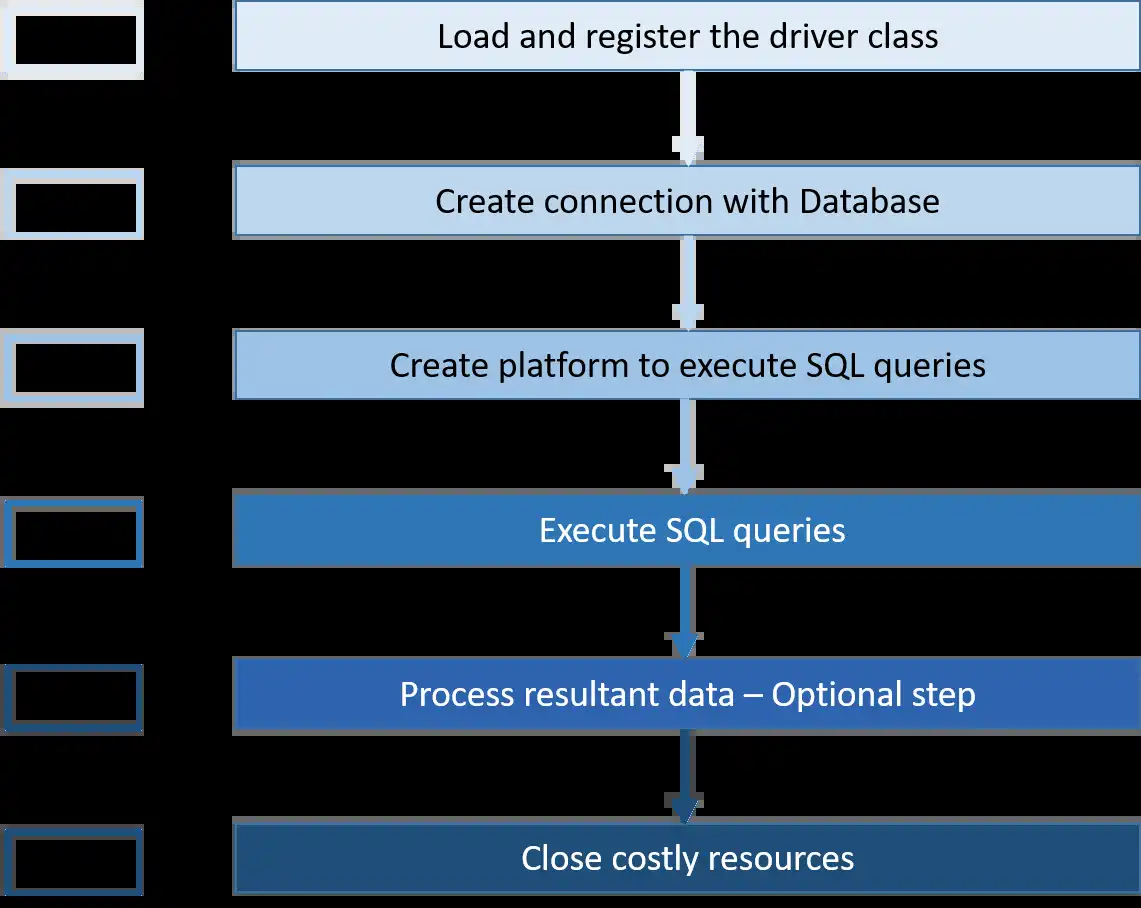 Load and register the driver class
Create connection with Database
Create platform to execute SQL queries
Execute SQL queries
Process resultant data – Optional step
Close costly resources